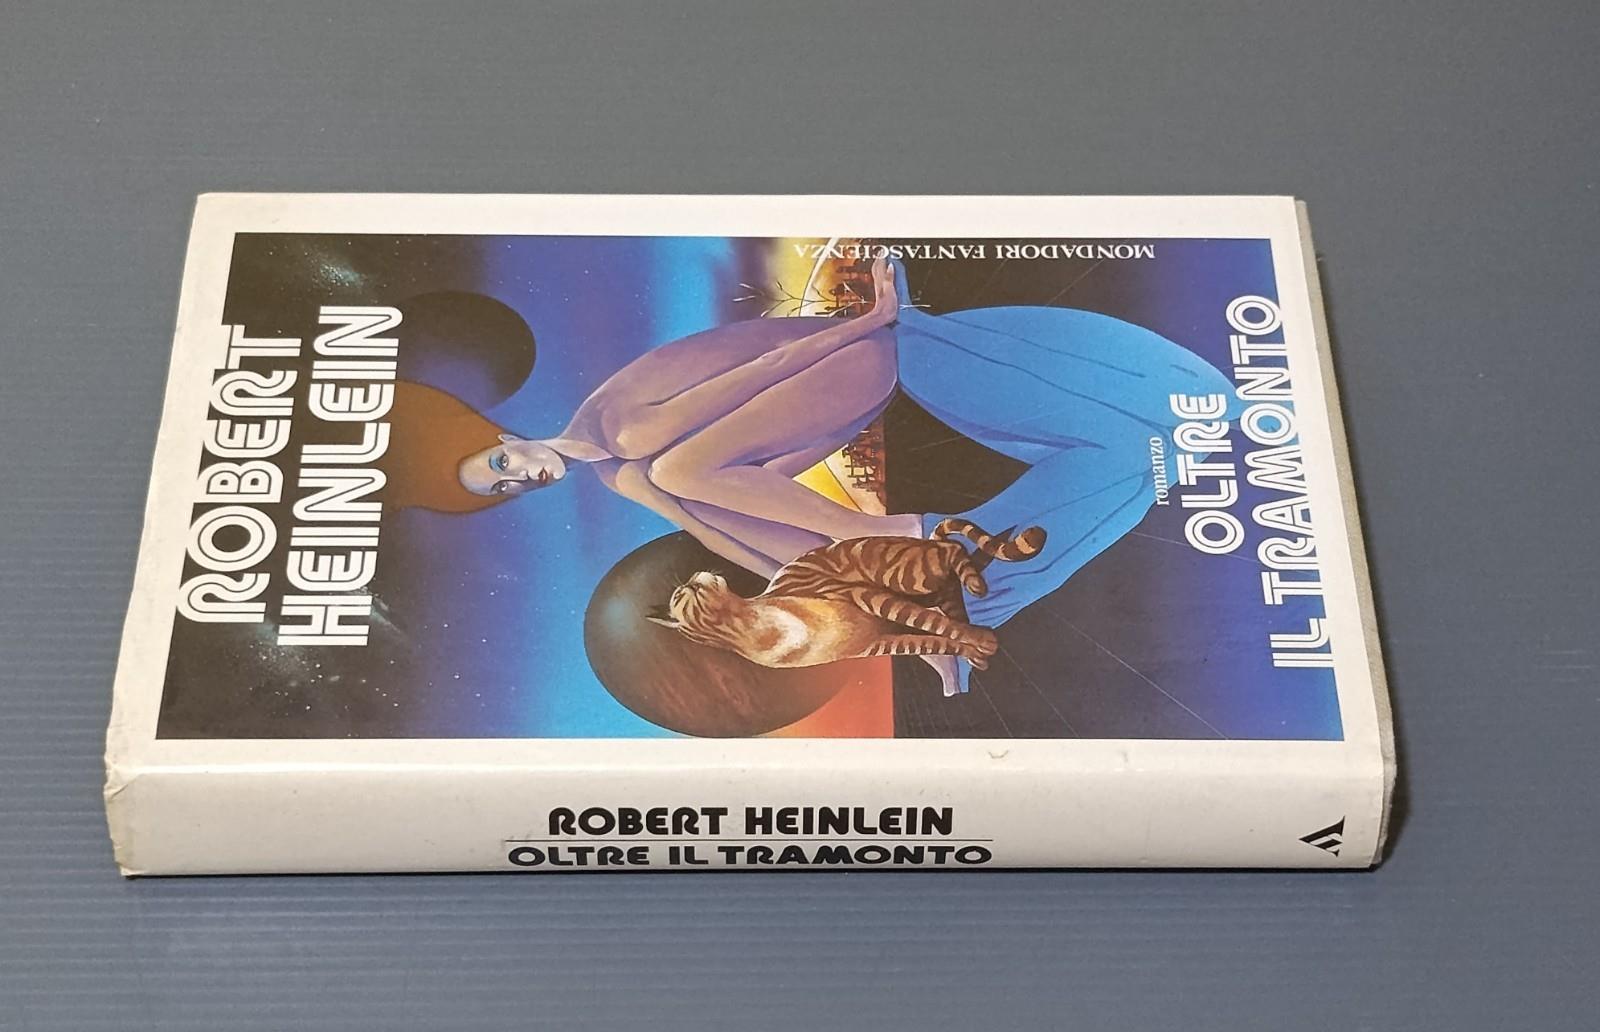 ROBERT
HEINLEIN
MONDADORI FANTASCIENZA
romanzo
OLTRE
IL TRAMONTO
ROBERT HEINLEIN
OLTRE IL TRAMONTO